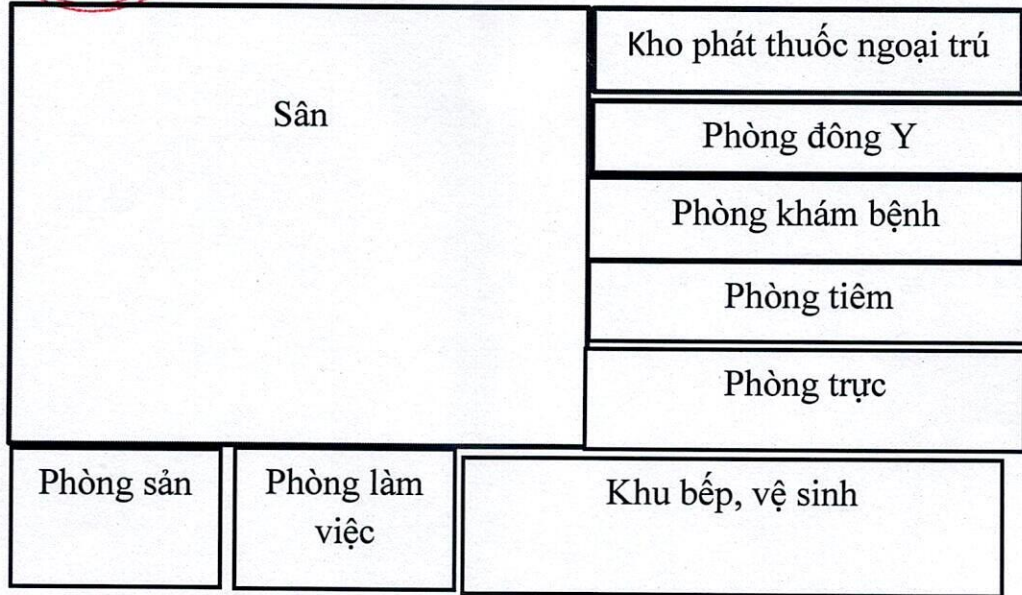 Kho phát thuốc ngoại trú
Sân
Phòng đông Y
Phòng khám bệnh
Phòng tiêm
Phòng trực
Phòng sản
Phòng làm
việc
Khu bếp, vệ sinh